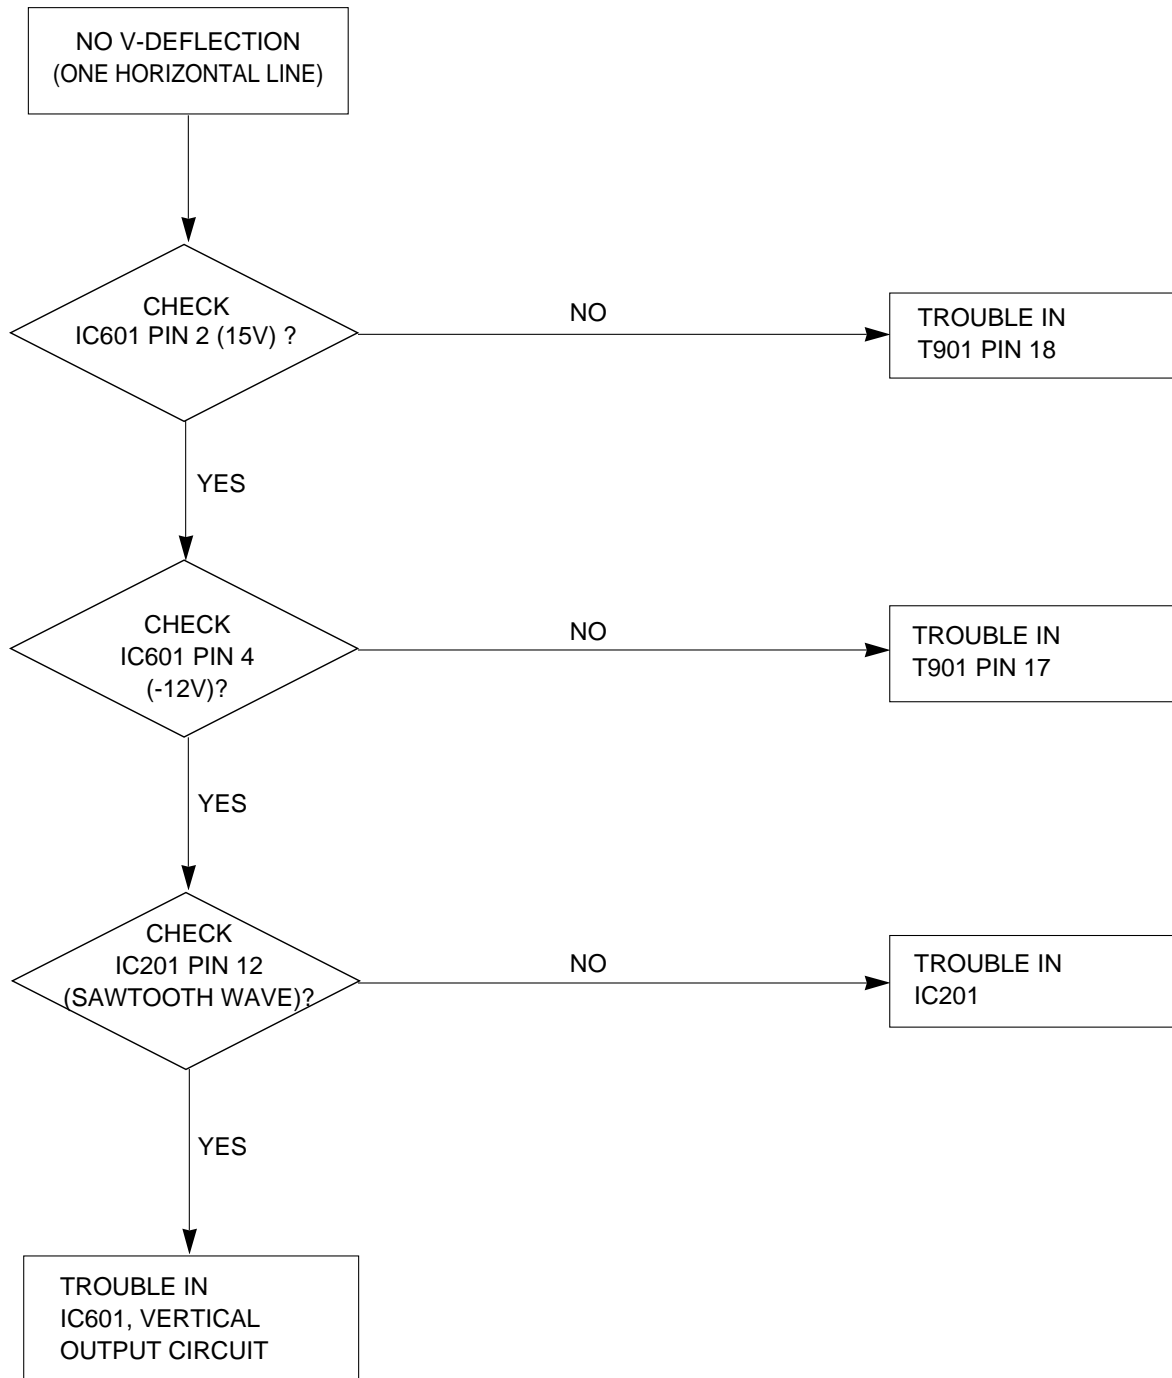 NO V-DEFLECTION
(ONE HORIZONTAL LINE)
CHECK
IC601 PIN 2 (15V) ?
NO
TROUBLE IN
T901 PIN 18
YES
CHECK
IC601 PIN 4
(-12V)?
NO
TROUBLE IN
T901 PIN 17
YES
CHECK
IC201 PIN 12
(SAWTOOTH WAVE)?
NO
TROUBLE IN
IC201
YES
TROUBLE IN
IC601, VERTICAL
OUTPUT CIRCUIT